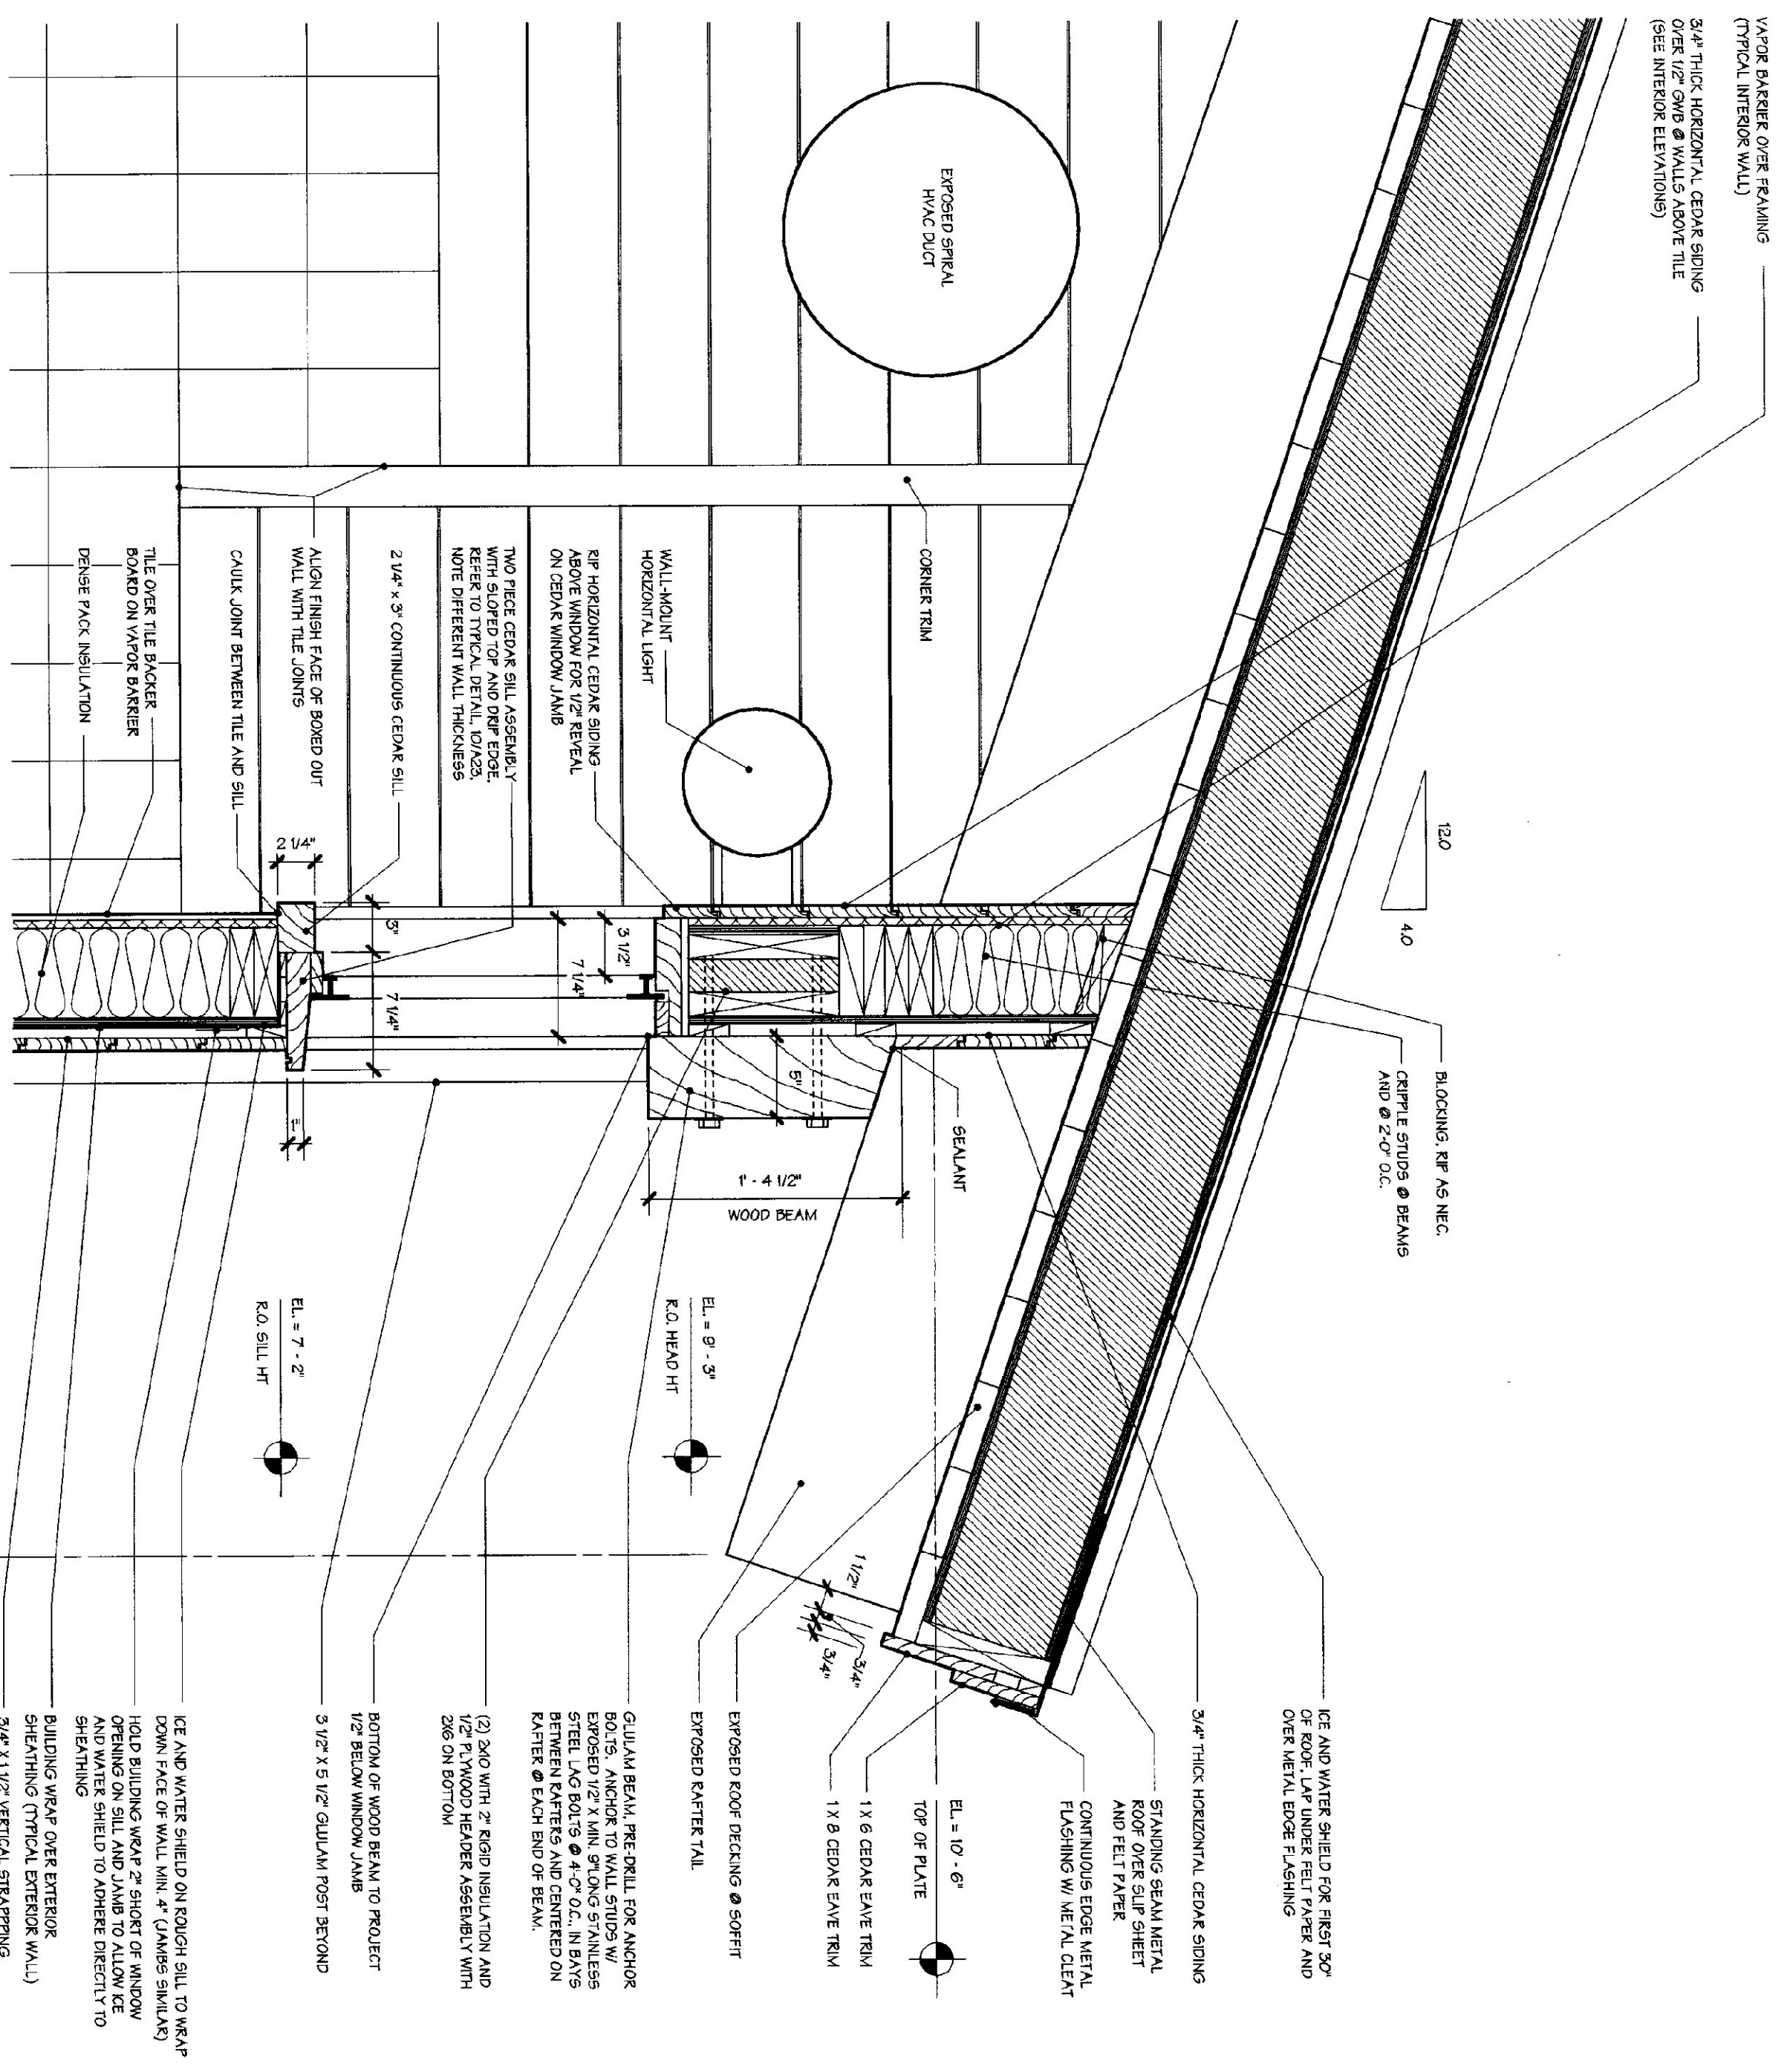 VAPOR BARRIER OVER FRAMING
(TYPICAL INTERIOR WALL)
3/4" THICK HORIZONTAL CEDAR SIDING
OVER 1/2" GWB @ WALLS ABOVE TILE
(SEE INTERIOR ELEVATIONS)
EXPOSED SPIRAL
HVAC DUCT
12.0
4.0
BLOCKING, RIP AS NEC.
CRIPPLE STUDS @ BEAMS
AND @ 2'-0" O.C.
CORNER TRIM
WALL-MOUNT
HORIZONTAL LIGHT
RIP HORIZONTAL CEDAR SIDING
ABOVE WINDOW FOR 1/2" REVEAL
ON CEDAR WINDOW JAMB
TWO PIECE CEDAR SILL ASSEMBLY
WITH SLOPED TOP AND DRIP EDGE.
REFER TO TYPICAL DETAIL, 10/A23,
NOTE DIFFERENT WALL THICKNESS
2 1/4" x 3" CONTINUOUS CEDAR SILL
ALIGN FINISH FACE OF BOXED OUT
WALL WITH TILE JOINTS
CAULK JOINT BETWEEN TILE AND SILL
TILE OVER TILE BACKER
BOARD ON VAPOR BARRIER
DENSE PACK INSULATION
2 1/4"
3"
7 1/4"
3 1/2"
7 1/4"
5"
1"
SEALANT
1' - 4 1/2"
WOOD BEAM
EL. = 9' - 3"
R.O. HEAD HT
EL. = 7 - 2"
R.O. SILL HT
1 1/2"
3/4"
3/4"
ICE AND WATER SHIELD FOR FIRST 30"
OF ROOF, LAP UNDER FELT PAPER AND
OVER METAL EDGE FLASHING
3/4" THICK HORIZONTAL CEDAR SIDING
STANDING SEAM METAL
ROOF OVER SLIP SHEET
AND FELT PAPER
CONTINUOUS EDGE METAL
FLASHING W/ METAL CLEAT
EL. = 10' - 6"
TOP OF PLATE
1 X 6 CEDAR EAVE TRIM
1 X 8 CEDAR EAVE TRIM
EXPOSED ROOF DECKING @ SOFFIT
EXPOSED RAFTER TAIL
GLULAM BEAM, PRE-DRILL FOR ANCHOR
BOLTS. ANCHOR TO WALL STUDS W/
EXPOSED 1/2" X MIN. 9" LONG STAINLESS
STEEL LAG BOLTS @ 4'-0" O.C., IN BAYS
BETWEEN RAFTERS AND CENTERED ON
RAFTER @ EACH END OF BEAM.
(2) 2X10 WITH 2" RIGID INSULATION AND
1/2" PLYWOOD HEADER ASSEMBLY WITH
2X6 ON BOTTOM
BOTTOM OF WOOD BEAM TO PROJECT
1/2" BELOW WINDOW JAMB
3 1/2" X 5 1/2" GLULAM POST BEYOND
ICE AND WATER SHIELD ON ROUGH SILL TO WRAP
DOWN FACE OF WALL MIN. 4" (JAMBS SIMILAR)
HOLD BUILDING WRAP 2" SHORT OF WINDOW
OPENING ON SILL AND JAMB TO ALLOW ICE
AND WATER SHIELD TO ADHERE DIRECTLY TO
SHEATHING
BUILDING WRAP OVER EXTERIOR
SHEATHING (TYPICAL EXTERIOR WALL)
3/4" X 1 1/2" VERTICAL STRAPPPING